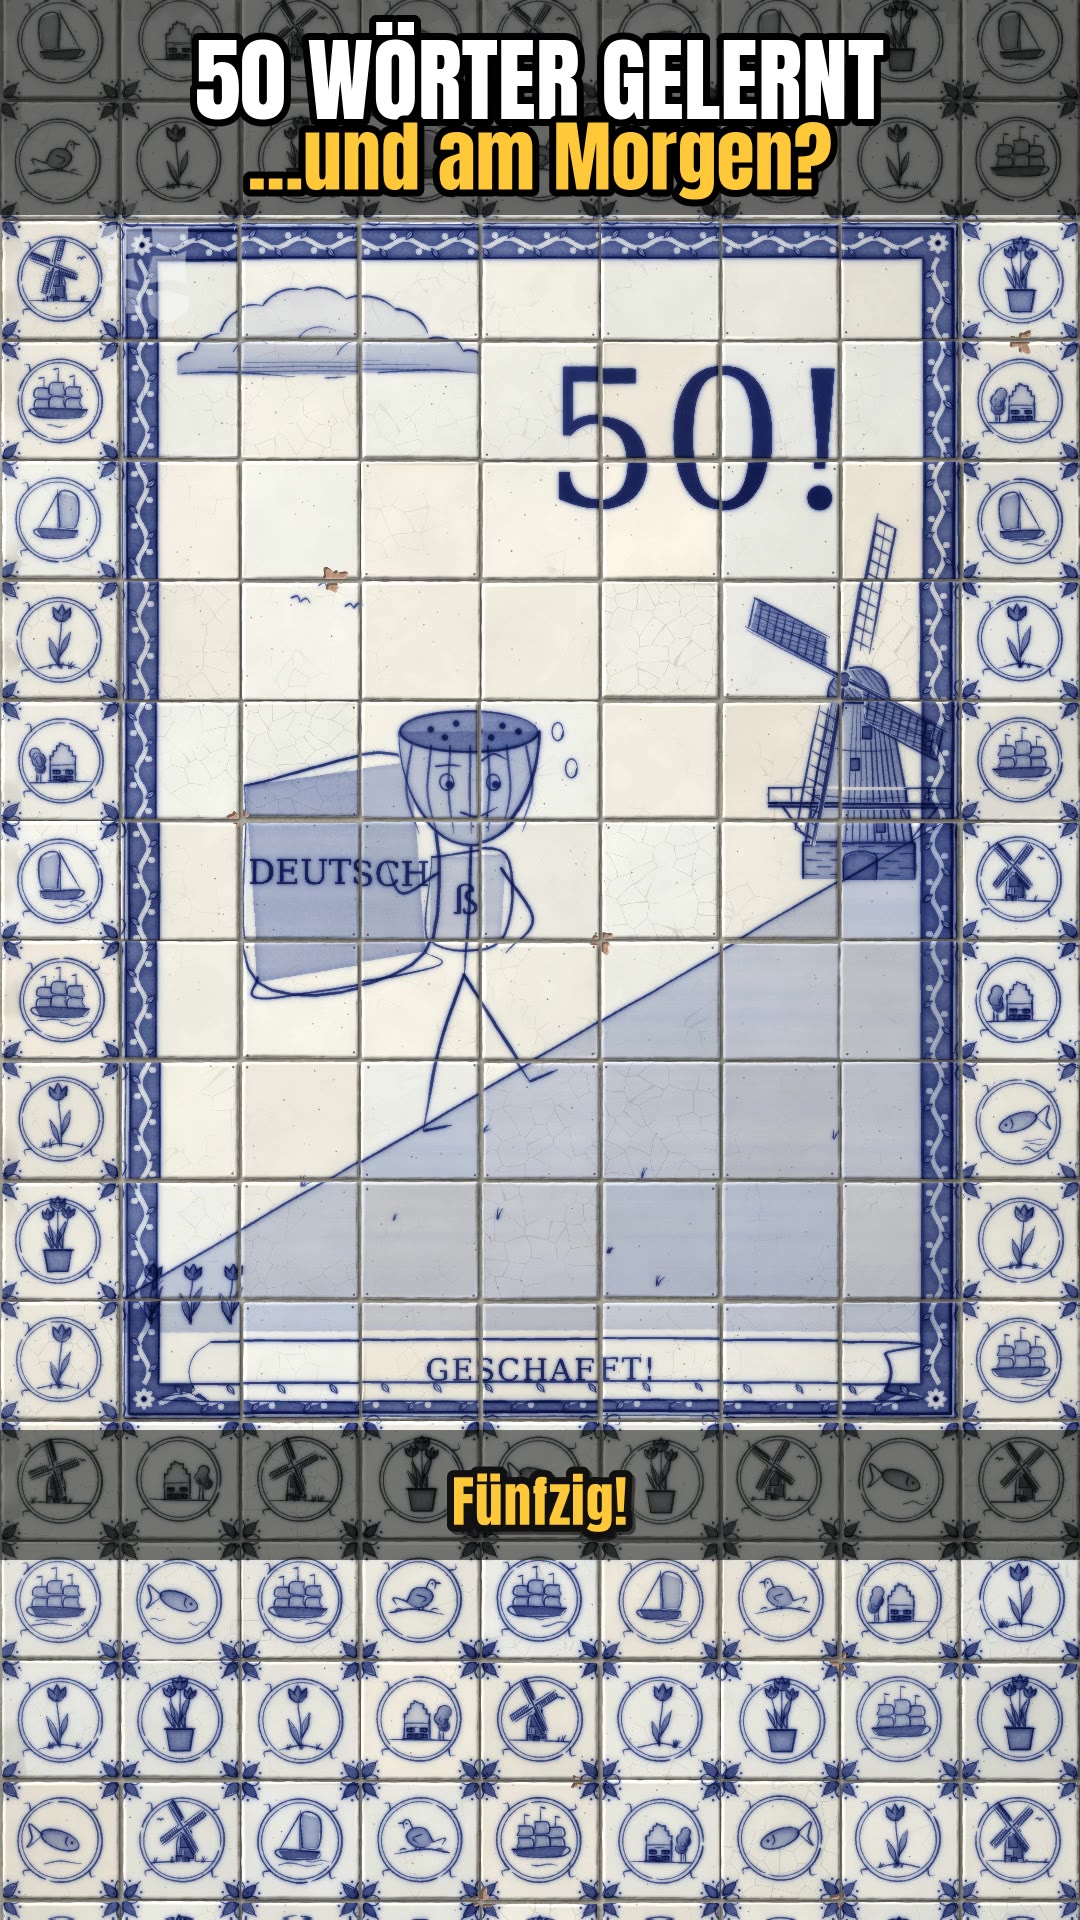 50 WÖRTER GELERNT
...und am Morgen?
50!
DEUTSCH
ß
GESCHAFFT!
Fünfzig!